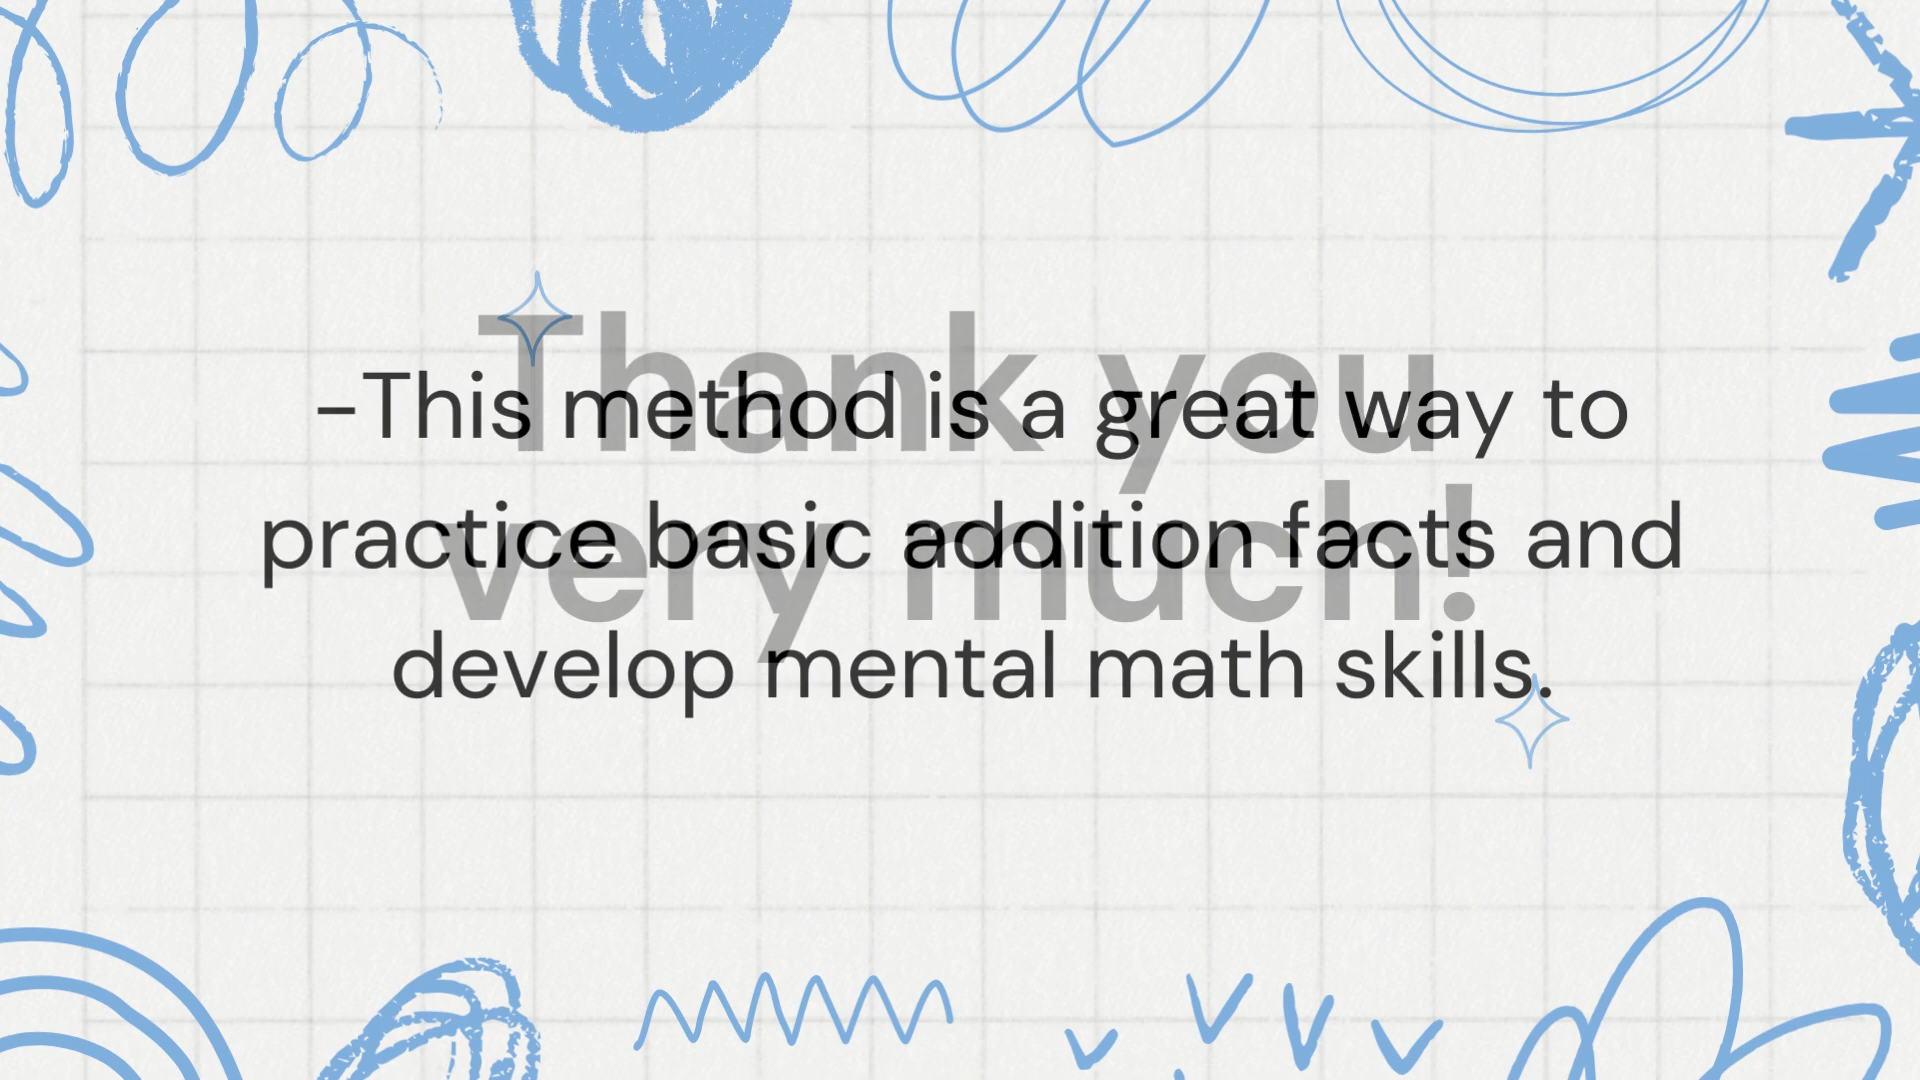 Thank you
very much!
-This method is a great way to
practice basic addition facts and
develop mental math skills.